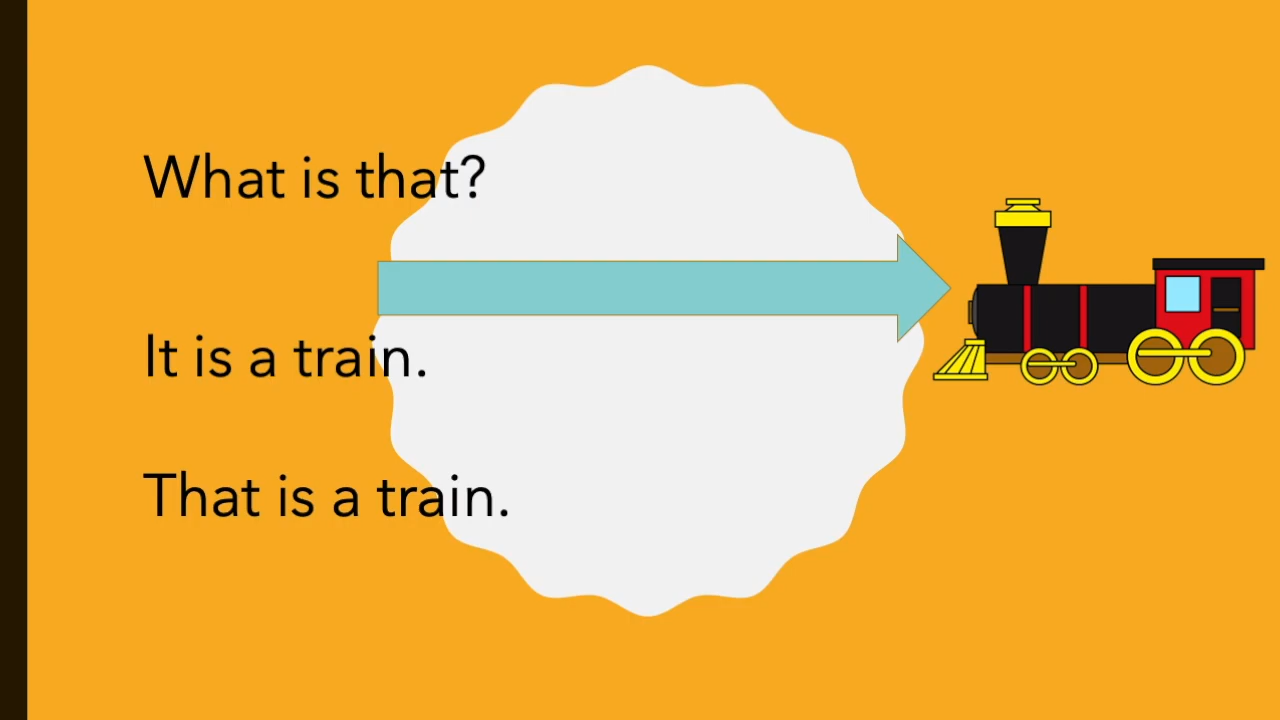 What is that?
It is a train.
That is a train.